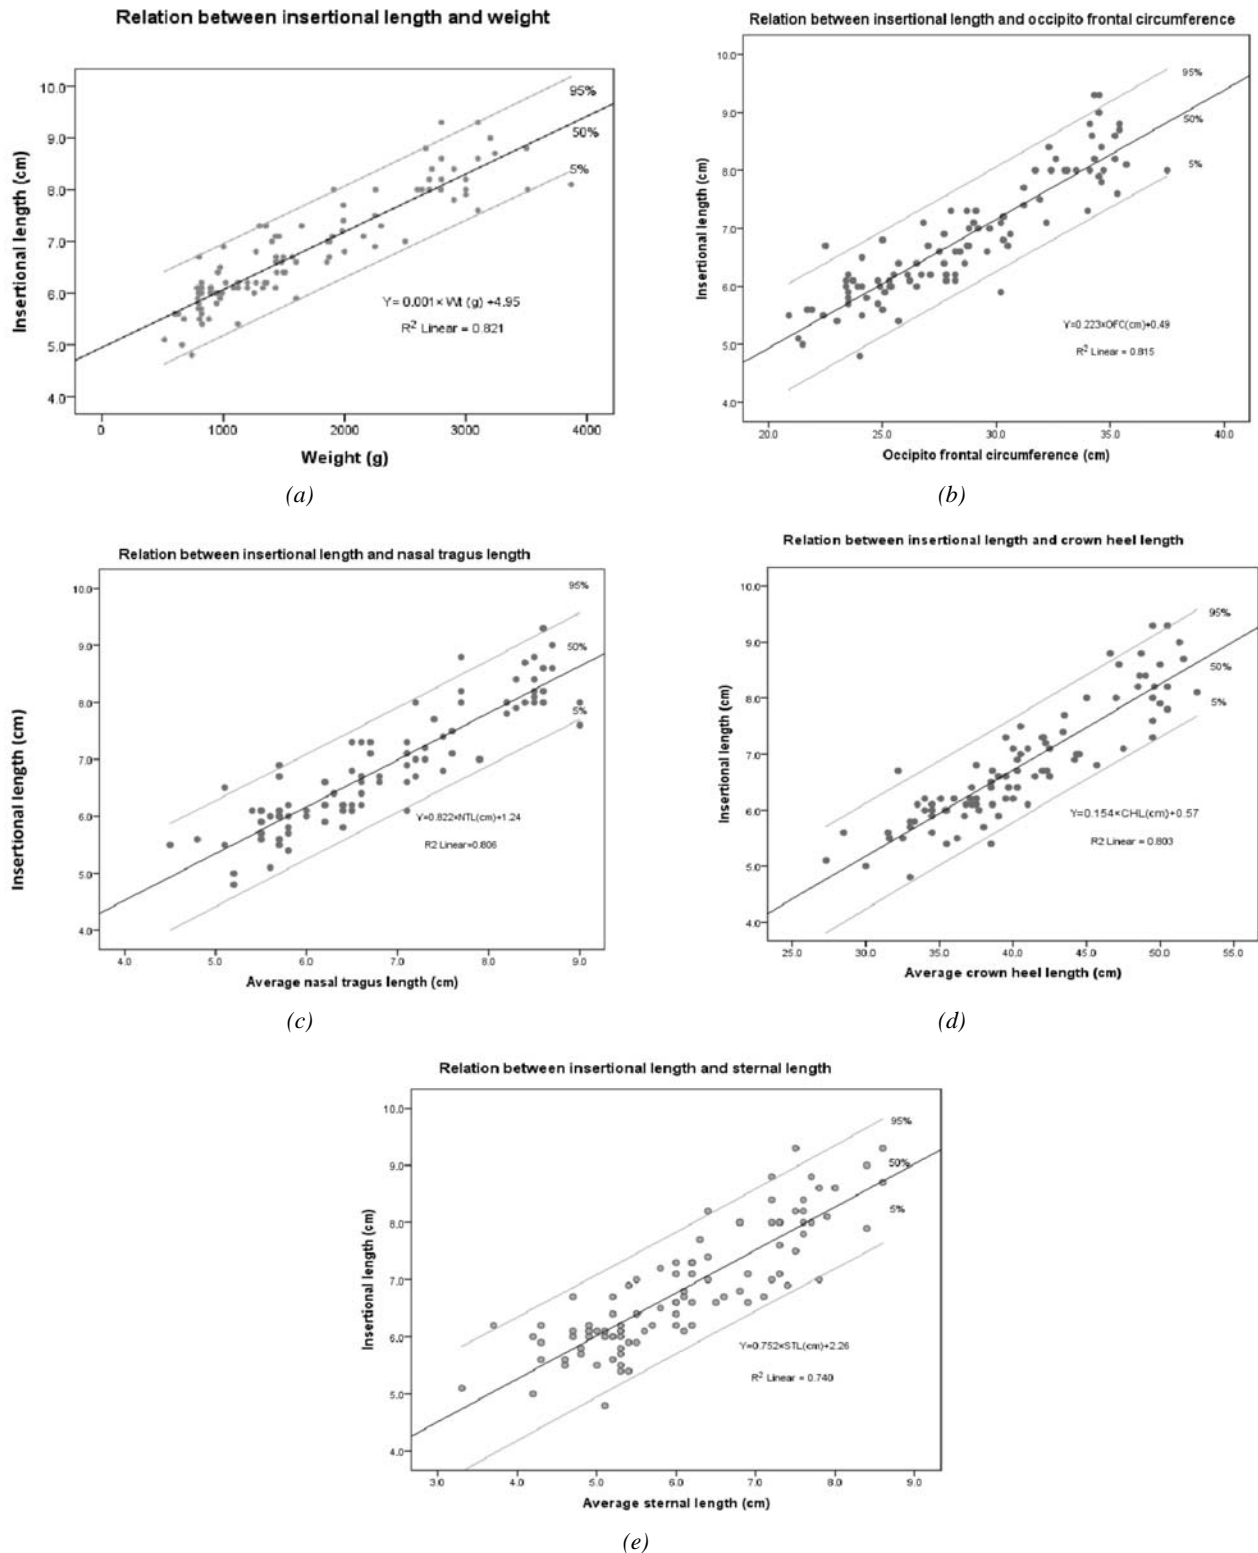 Relation between insertional length and weight
Insertional length (cm)
10.0
9.0
8.0
7.0
6.0
5.0
4.0
95%
50%
5%
Y= 0.001× Wt (g) +4.95
R² Linear = 0.821
0 1000 2000 3000 4000
Weight (g)
(a)
Relation between insertional length and occipito frontal circumference
Insertional length (cm)
10.0
9.0
8.0
7.0
6.0
5.0
4.0
95%
50%
5%
Y=0.223×OFC(cm)+0.49
R² Linear = 0.815
20.0 25.0 30.0 35.0 40.0
Occipito frontal circumference (cm)
(b)
Relation between insertional length and nasal tragus length
Insertional length (cm)
10.0
9.0
8.0
7.0
6.0
5.0
4.0
95%
50%
5%
Y=0.822×NTL(cm)+1.24
R2 Linear=0.806
4.0 5.0 6.0 7.0 8.0 9.0
Average nasal tragus length (cm)
(c)
Relation between insertional length and crown heel length
Insertional length (cm)
10.0
9.0
8.0
7.0
6.0
5.0
4.0
95%
50%
5%
Y=0.154×CHL(cm)+0.57
R2 Linear = 0.803
25.0 30.0 35.0 40.0 45.0 50.0 55.0
Average crown heel length (cm)
(d)
Relation between insertional length and sternal length
Insertional length (cm)
10.0
9.0
8.0
7.0
6.0
5.0
4.0
95%
50%
5%
Y=0.752×STL(cm)+2.26
R² Linear = 0.740
3.0 4.0 5.0 6.0 7.0 8.0 9.0
Average sternal length (cm)
(e)